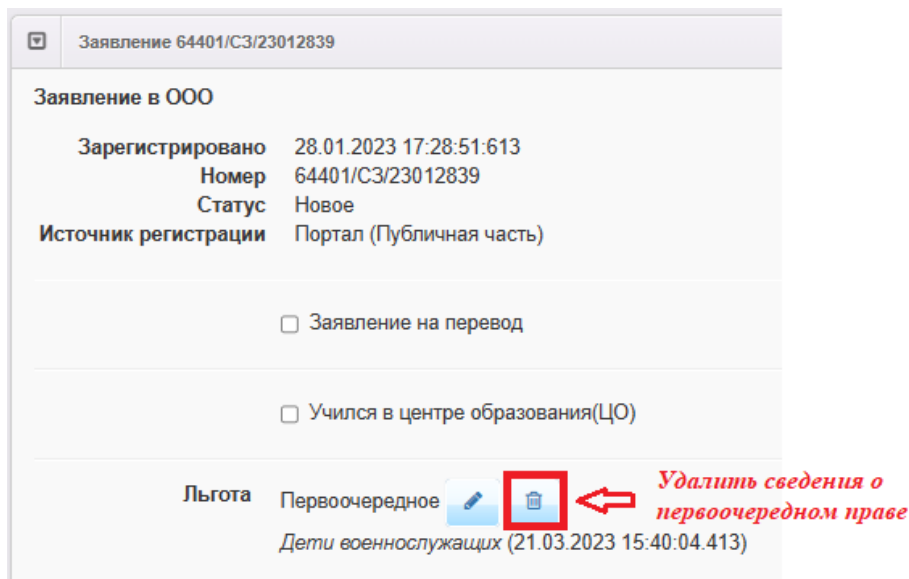 Заявление 64401/СЗ/23012839
Заявление в ООО
Зарегистрировано 28.01.2023 17:28:51:613
Номер 64401/СЗ/23012839
Статус Новое
Источник регистрации Портал (Публичная часть)
Заявление на перевод
Учился в центре образования(ЦО)
Льгота Первоочередное
Удалить сведения о
первоочередном праве
Дети военнослужащих (21.03.2023 15:40:04.413)